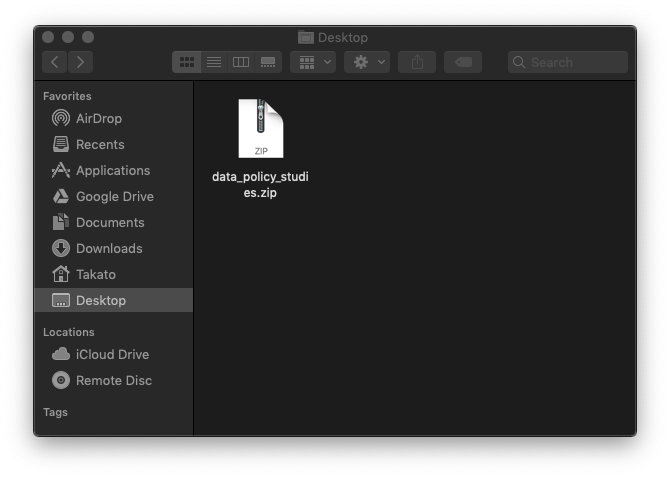 Desktop
Search
Favorites
AirDrop
Recents
Applications
Google Drive
Documents
Downloads
Takato
Desktop
Locations
iCloud Drive
Remote Disc
Tags
ZIP
data_policy_studi
es.zip